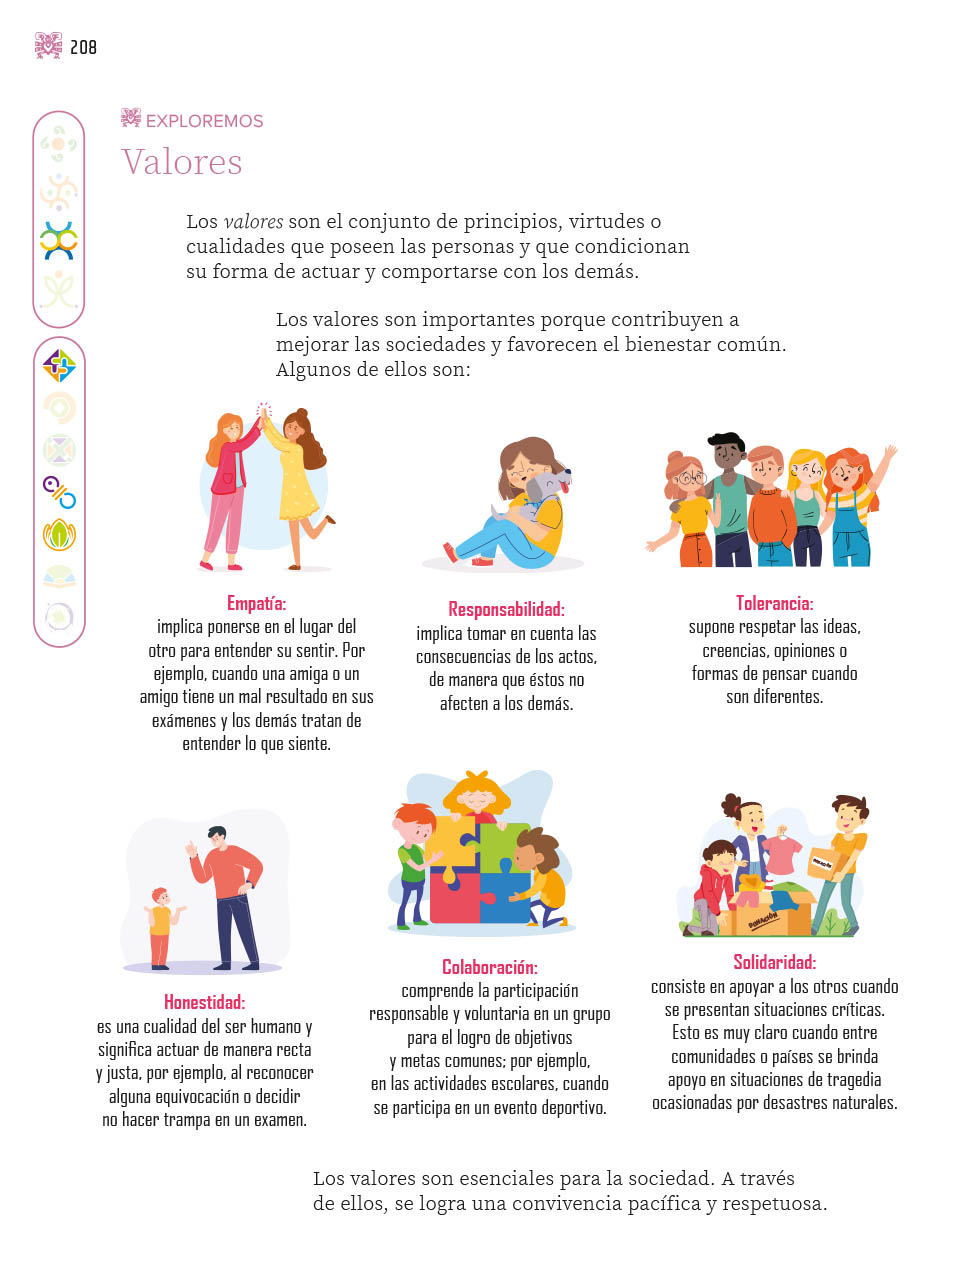 208
EXPLOREMOS
Valores
Los valores son el conjunto de principios, virtudes o
cualidades que poseen las personas y que condicionan
su forma de actuar y comportarse con los demás.
Los valores son importantes porque contribuyen a
mejorar las sociedades y favorecen el bienestar común.
Algunos de ellos son:
Empatía:
implica ponerse en el lugar del
otro para entender su sentir. Por
ejemplo, cuando una amiga o un
amigo tiene un mal resultado en sus
exámenes y los demás tratan de
entender lo que siente.
Responsabilidad:
implica tomar en cuenta las
consecuencias de los actos,
de manera que éstos no
afecten a los demás.
Tolerancia:
supone respetar las ideas,
creencias, opiniones o
formas de pensar cuando
son diferentes.
Honestidad:
es una cualidad del ser humano y
significa actuar de manera recta
y justa, por ejemplo, al reconocer
alguna equivocación o decidir
no hacer trampa en un examen.
Colaboración:
comprende la participación
responsable y voluntaria en un grupo
para el logro de objetivos
y metas comunes; por ejemplo,
en las actividades escolares, cuando
se participa en un evento deportivo.
DONACIÓN
DONACIÓN
Solidaridad:
consiste en apoyar a los otros cuando
se presentan situaciones críticas.
Esto es muy claro cuando entre
comunidades o países se brinda
apoyo en situaciones de tragedia
ocasionadas por desastres naturales.
Los valores son esenciales para la sociedad. A través
de ellos, se logra una convivencia pacífica y respetuosa.